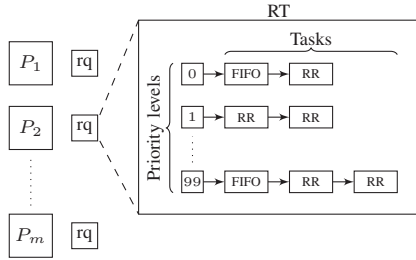 RT
Tasks
Priority levels
P1 rq
0 FIFO RR
P2 rq
1 RR RR
99 FIFO RR RR
Pm rq